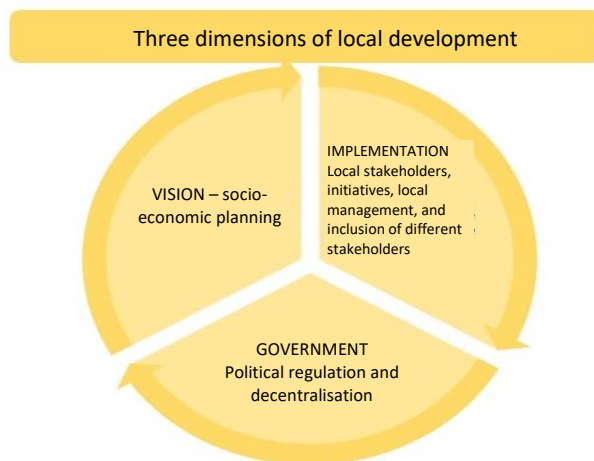 Three dimensions of local development
VISION – socio-
economic planning
IMPLEMENTATION
Local stakeholders,
initiatives, local
management, and
inclusion of different
stakeholders
GOVERNMENT
Political regulation and
decentralisation